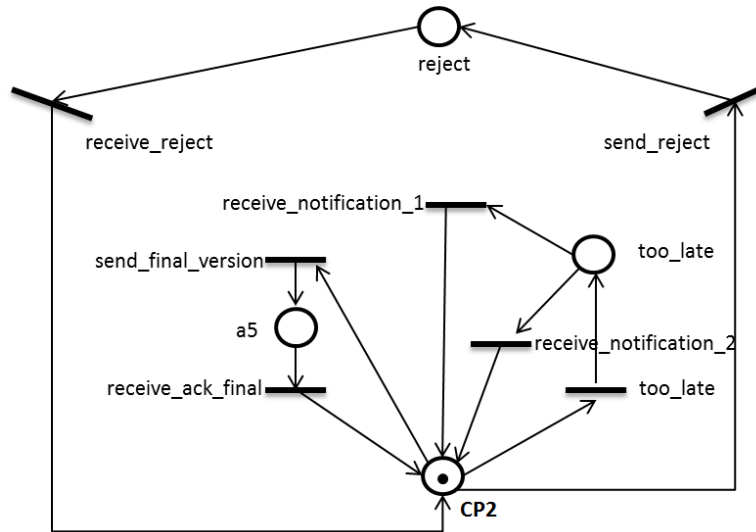 reject
receive_reject
send_reject
receive_notification_1
send_final_version
too_late
a5
receive_notification_2
receive_ack_final
too_late
CP2